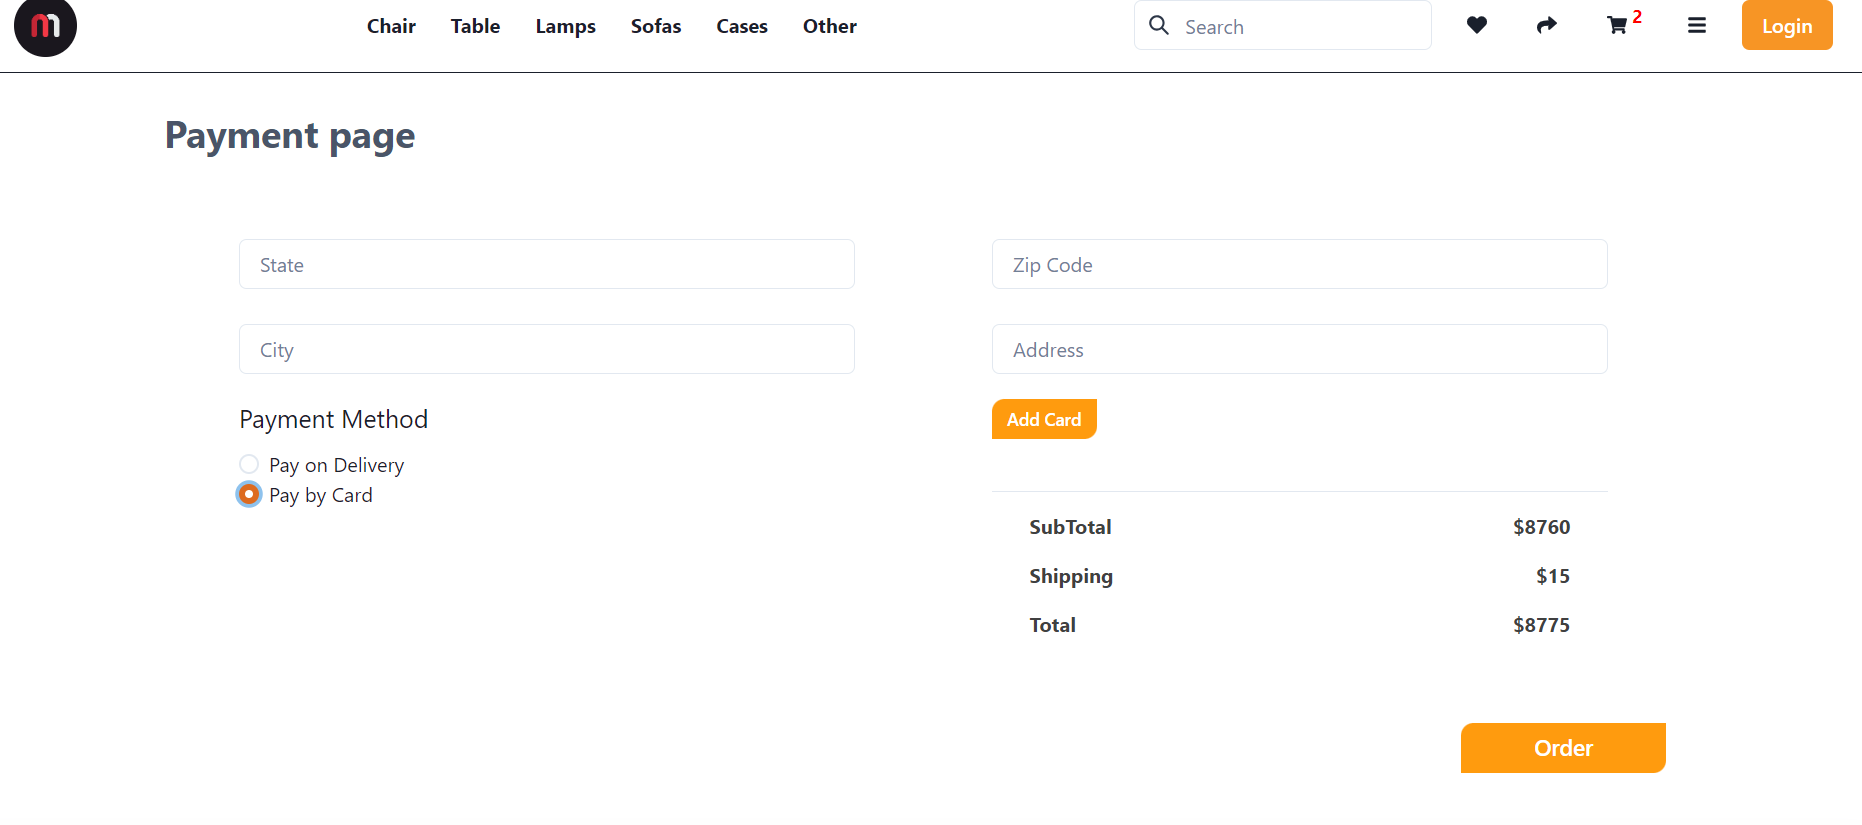 m Chair Table Lamps Sofas Cases Other Search 2 Login
Payment page
State Zip Code
City Address
Payment Method Add Card
Pay on Delivery
Pay by Card
SubTotal $8760
Shipping $15
Total $8775
Order